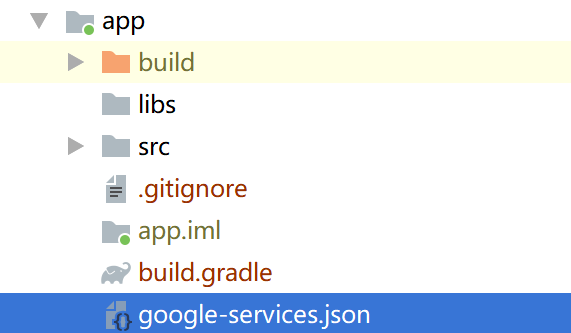 app
build
libs
src
.gitignore
app.iml
build.gradle
google-services.json